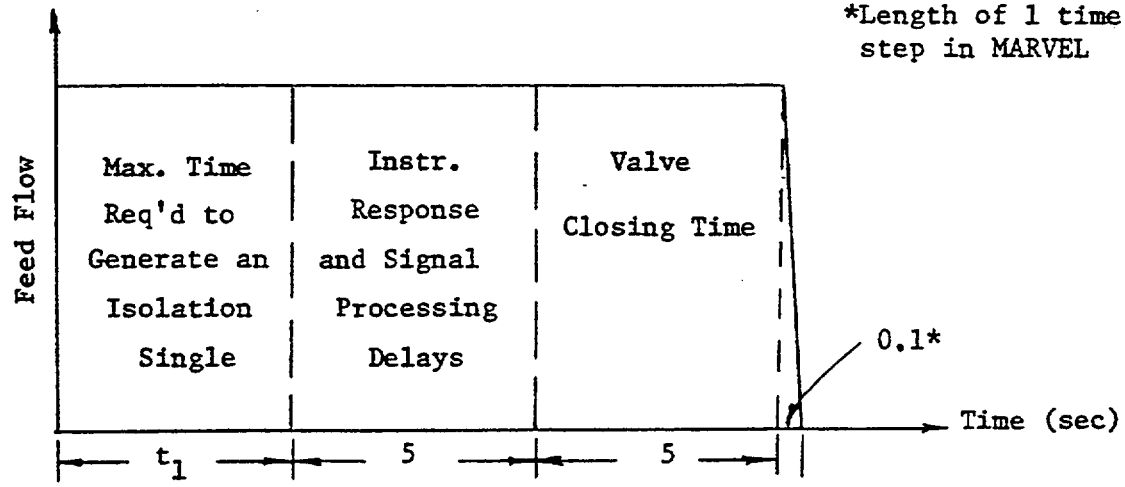 *Length of 1 time
step in MARVEL
Feed Flow
Max. Time
Req'd to
Generate an
Isolation
Single
Instr.
Response
and Signal
Processing
Delays
Valve
Closing Time
0.1*
Time (sec)
t1
5
5